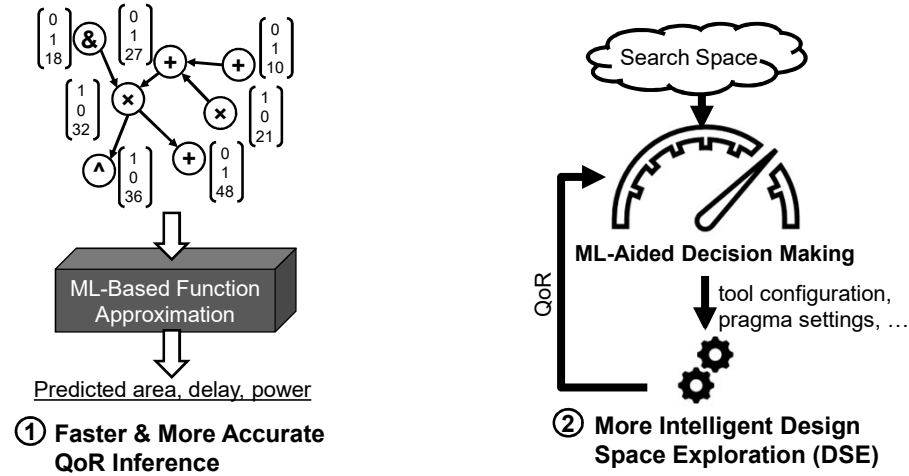 0
1
18
&
0
1
27
+
+
0
1
10
1
0
32
×
×
1
0
21
^
1
0
36
+
0
1
48
ML-Based Function
Approximation
Predicted area, delay, power
1 Faster & More Accurate
QoR Inference
Search Space
ML-Aided Decision Making
QoR
tool configuration,
pragma settings, …
2 More Intelligent Design
Space Exploration (DSE)